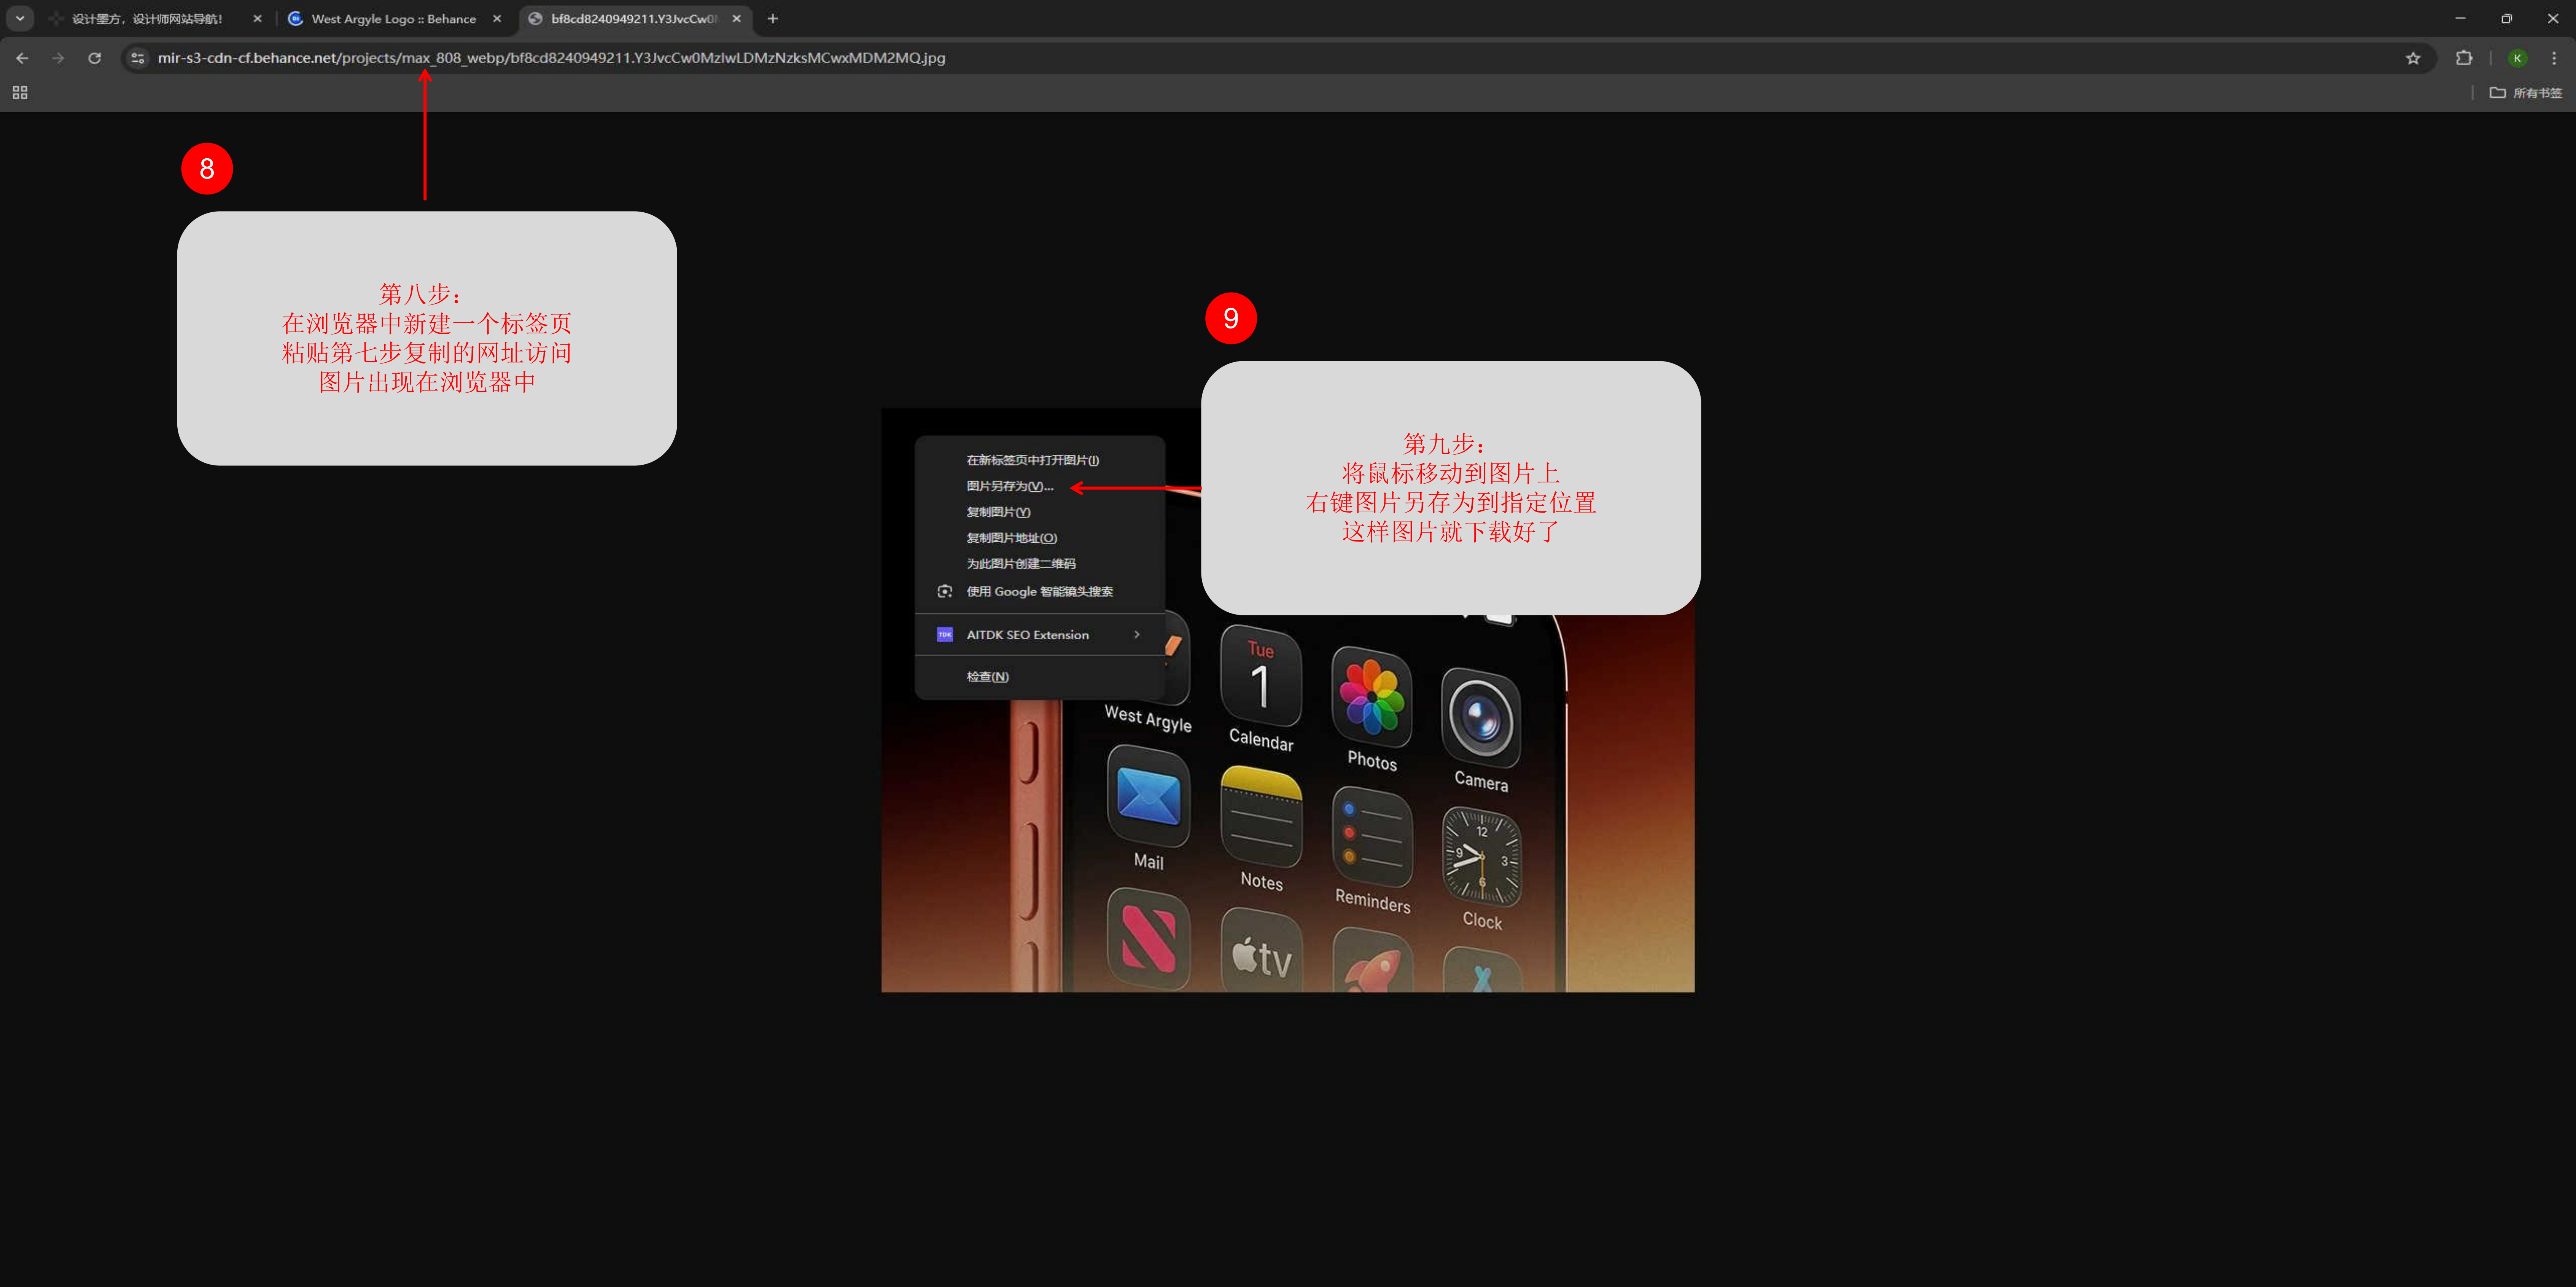 设计墨方，设计师网站导航！
West Argyle Logo :: Behance
bf8cd8240949211.Y3JvcCw0
mir-s3-cdn-cf.behance.net/projects/max_808_webp/bf8cd8240949211.Y3JvcCw0MzIwLDMzNzksMCwxMDM2MQ.jpg
K
所有书签
8
第八步：
在浏览器中新建一个标签页
粘贴第七步复制的网址访问
图片出现在浏览器中
9
第九步：
将鼠标移动到图片上
右键图片另存为到指定位置
这样图片就下载好了
在新标签页中打开图片(I)
图片另存为(V)...
复制图片(Y)
复制图片地址(O)
为此图片创建二维码
使用 Google 智能镜头搜索
TDK AITDK SEO Extension
检查(N)
Tue
1
West Argyle
Calendar
Photos
Camera
12
9
3
6
Mail
Notes
Reminders
Clock
tv